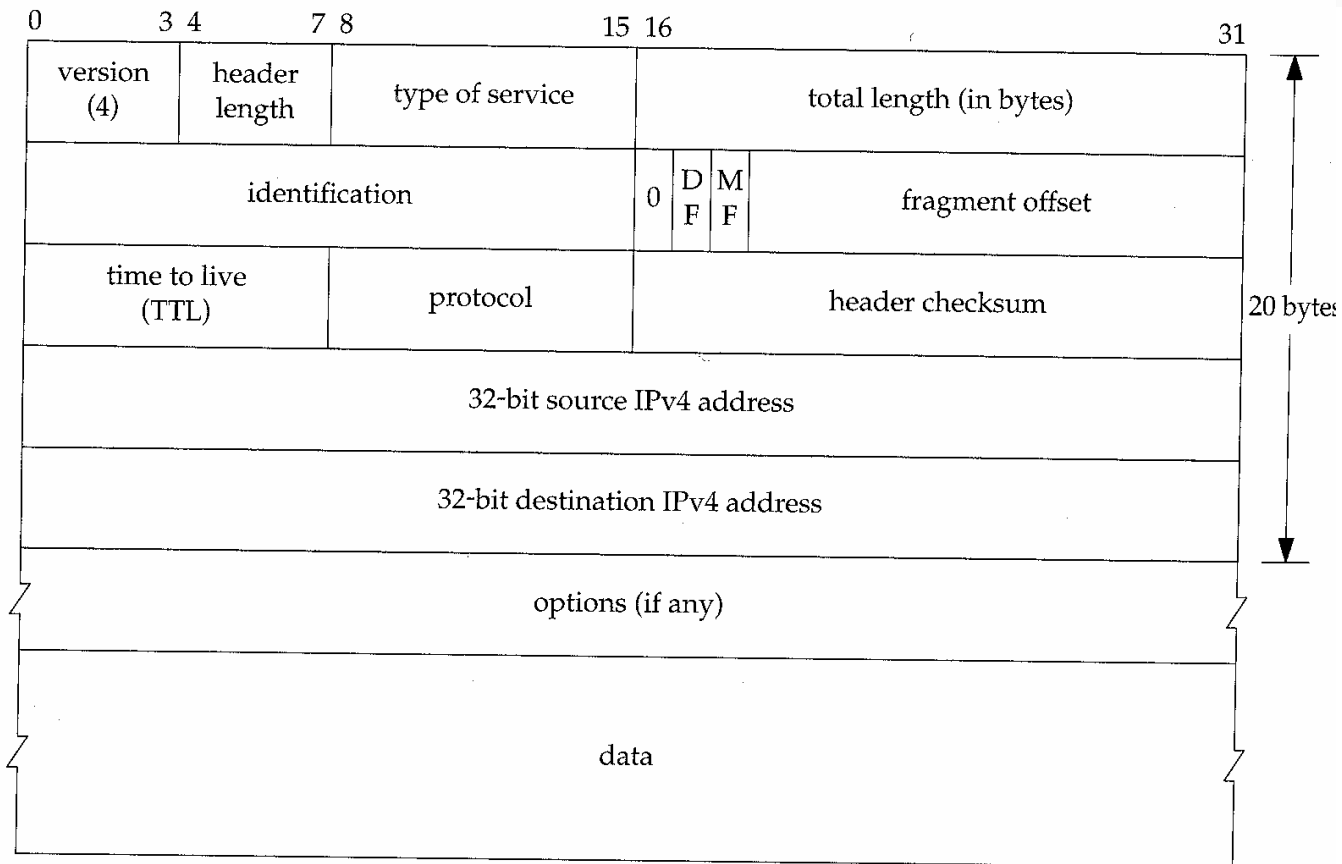 0 3 4 7 8 15 16 31
version
(4)
header
length
type of service
total length (in bytes)
identification
0
D
F
M
F
fragment offset
time to live
(TTL)
protocol
header checksum
20 bytes
32-bit source IPv4 address
32-bit destination IPv4 address
options (if any)
data